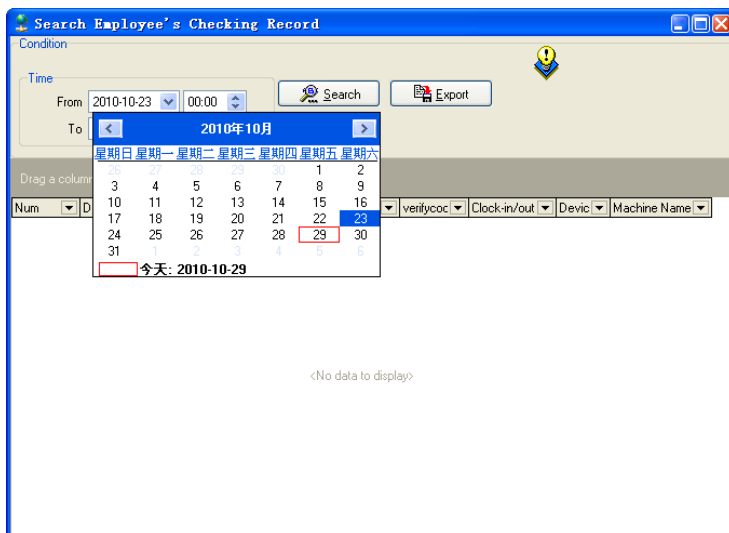 Search Employee's Checking Record
Condition
Time
From 2010-10-23 00:00 Search Export
To
2010年10月
星期日 星期一 星期二 星期三 星期四 星期五 星期六
26 27 28 29 30 1 2
3 4 5 6 7 8 9
10 11 12 13 14 15 16
17 18 19 20 21 22 23
24 25 26 27 28 29 30
31 1 2 3 4 5 6
今天: 2010-10-29
Drag a colum
Num D verifycoc Clock-in/out Devic Machine Name
<No data to display>